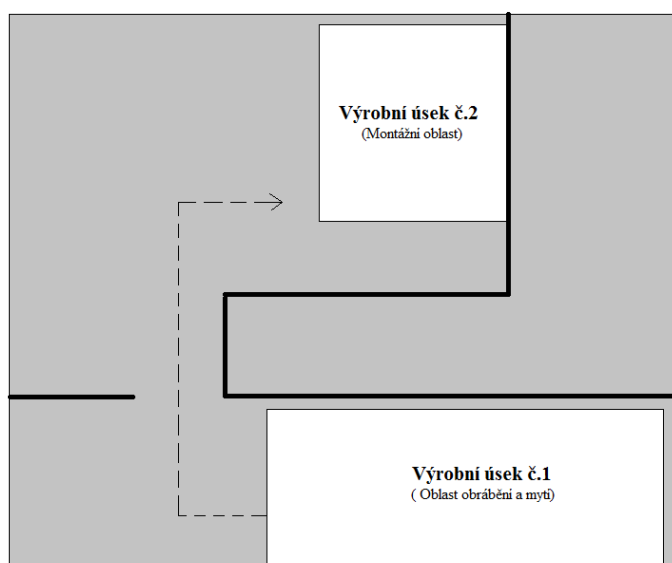 Výrobní úsek č.2
(Montážní oblast)
Výrobní úsek č.1
( Oblast obrábění a mytí)